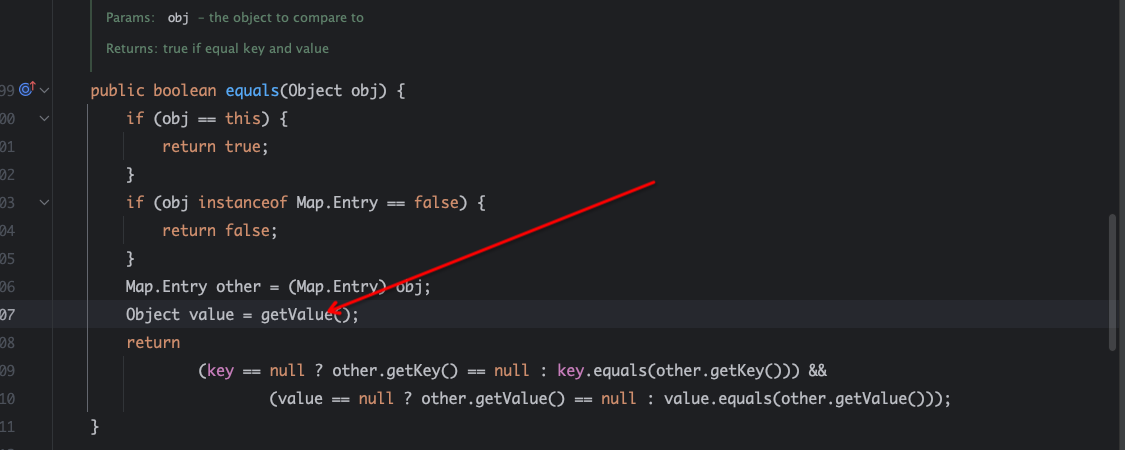 Params: obj – the object to compare to
Returns: true if equal key and value
99 public boolean equals(Object obj) {
00 if (obj == this) {
01 return true;
02 }
03 if (obj instanceof Map.Entry == false) {
04 return false;
05 }
06 Map.Entry other = (Map.Entry) obj;
07 Object value = getValue();
08 return
09 (key == null ? other.getKey() == null : key.equals(other.getKey())) &&
10 (value == null ? other.getValue() == null : value.equals(other.getValue()));
11 }